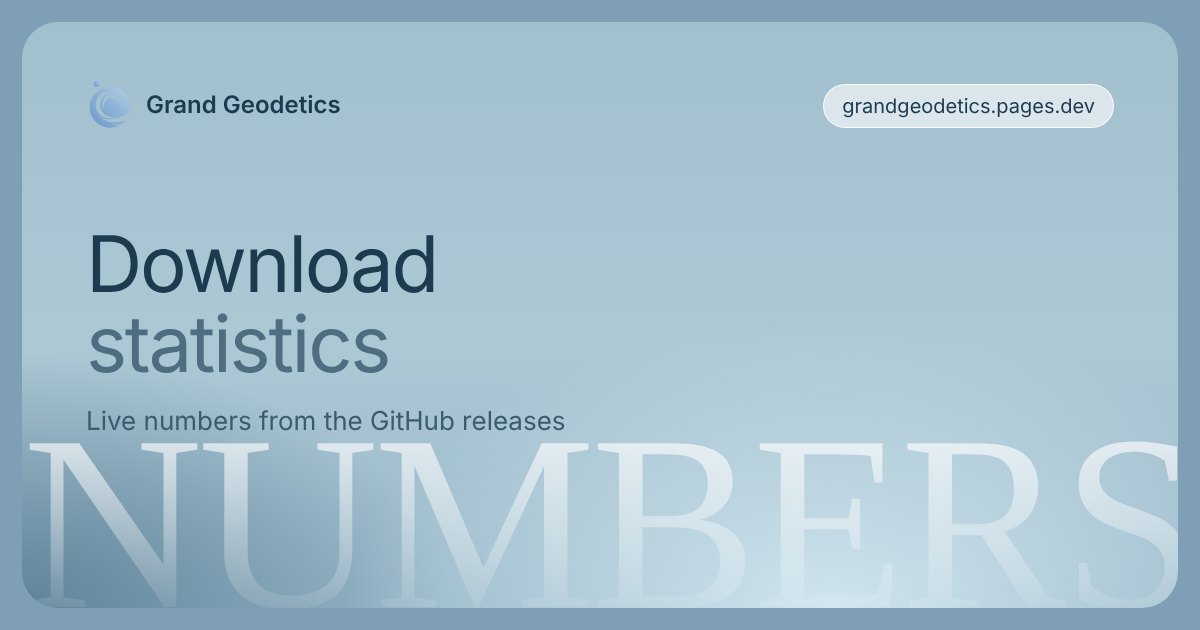 Grand Geodetics
grandgeodetics.pages.dev
Download
statistics
Live numbers from the GitHub releases
NUMBERS